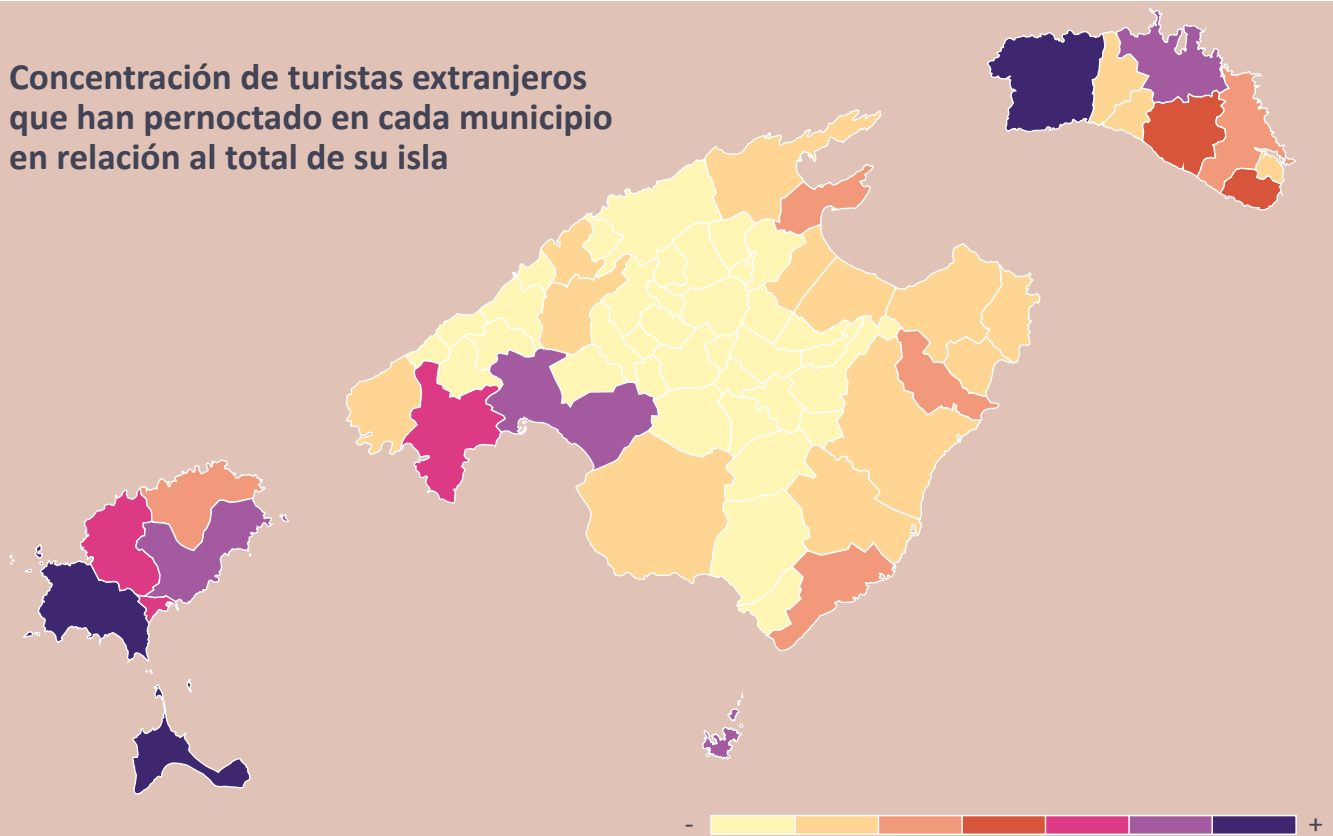 Concentración de turistas extranjeros
que han pernoctado en cada municipio
en relación al total de su isla
- +